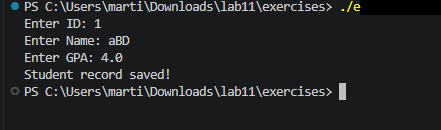 PS C:\Users\marti\Downloads\lab11\exercises> ./e
Enter ID: 1
Enter Name: aBD
Enter GPA: 4.0
Student record saved!
PS C:\Users\marti\Downloads\lab11\exercises>